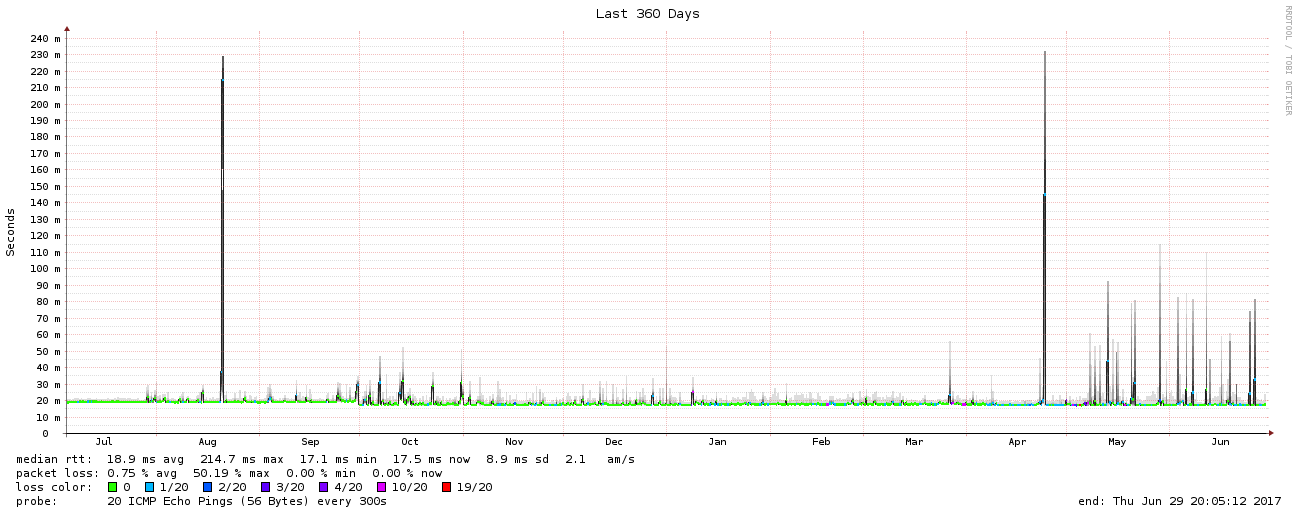 Last 360 Days
RRDTOOL / TOBI OETIKER
Seconds
240 m
230 m
220 m
210 m
200 m
190 m
180 m
170 m
160 m
150 m
140 m
130 m
120 m
110 m
100 m
90 m
80 m
70 m
60 m
50 m
40 m
30 m
20 m
10 m
0
Jul Aug Sep Oct Nov Dec Jan Feb Mar Apr May Jun
median rtt: 18.9 ms avg 214.7 ms max 17.1 ms min 17.5 ms now 8.9 ms sd 2.1 am/s
packet loss: 0.75 % avg 50.19 % max 0.00 % min 0.00 % now
loss color: 0 1/20 2/20 3/20 4/20 10/20 19/20
probe: 20 ICMP Echo Pings (56 Bytes) every 300s end: Thu Jun 29 20:05:12 2017